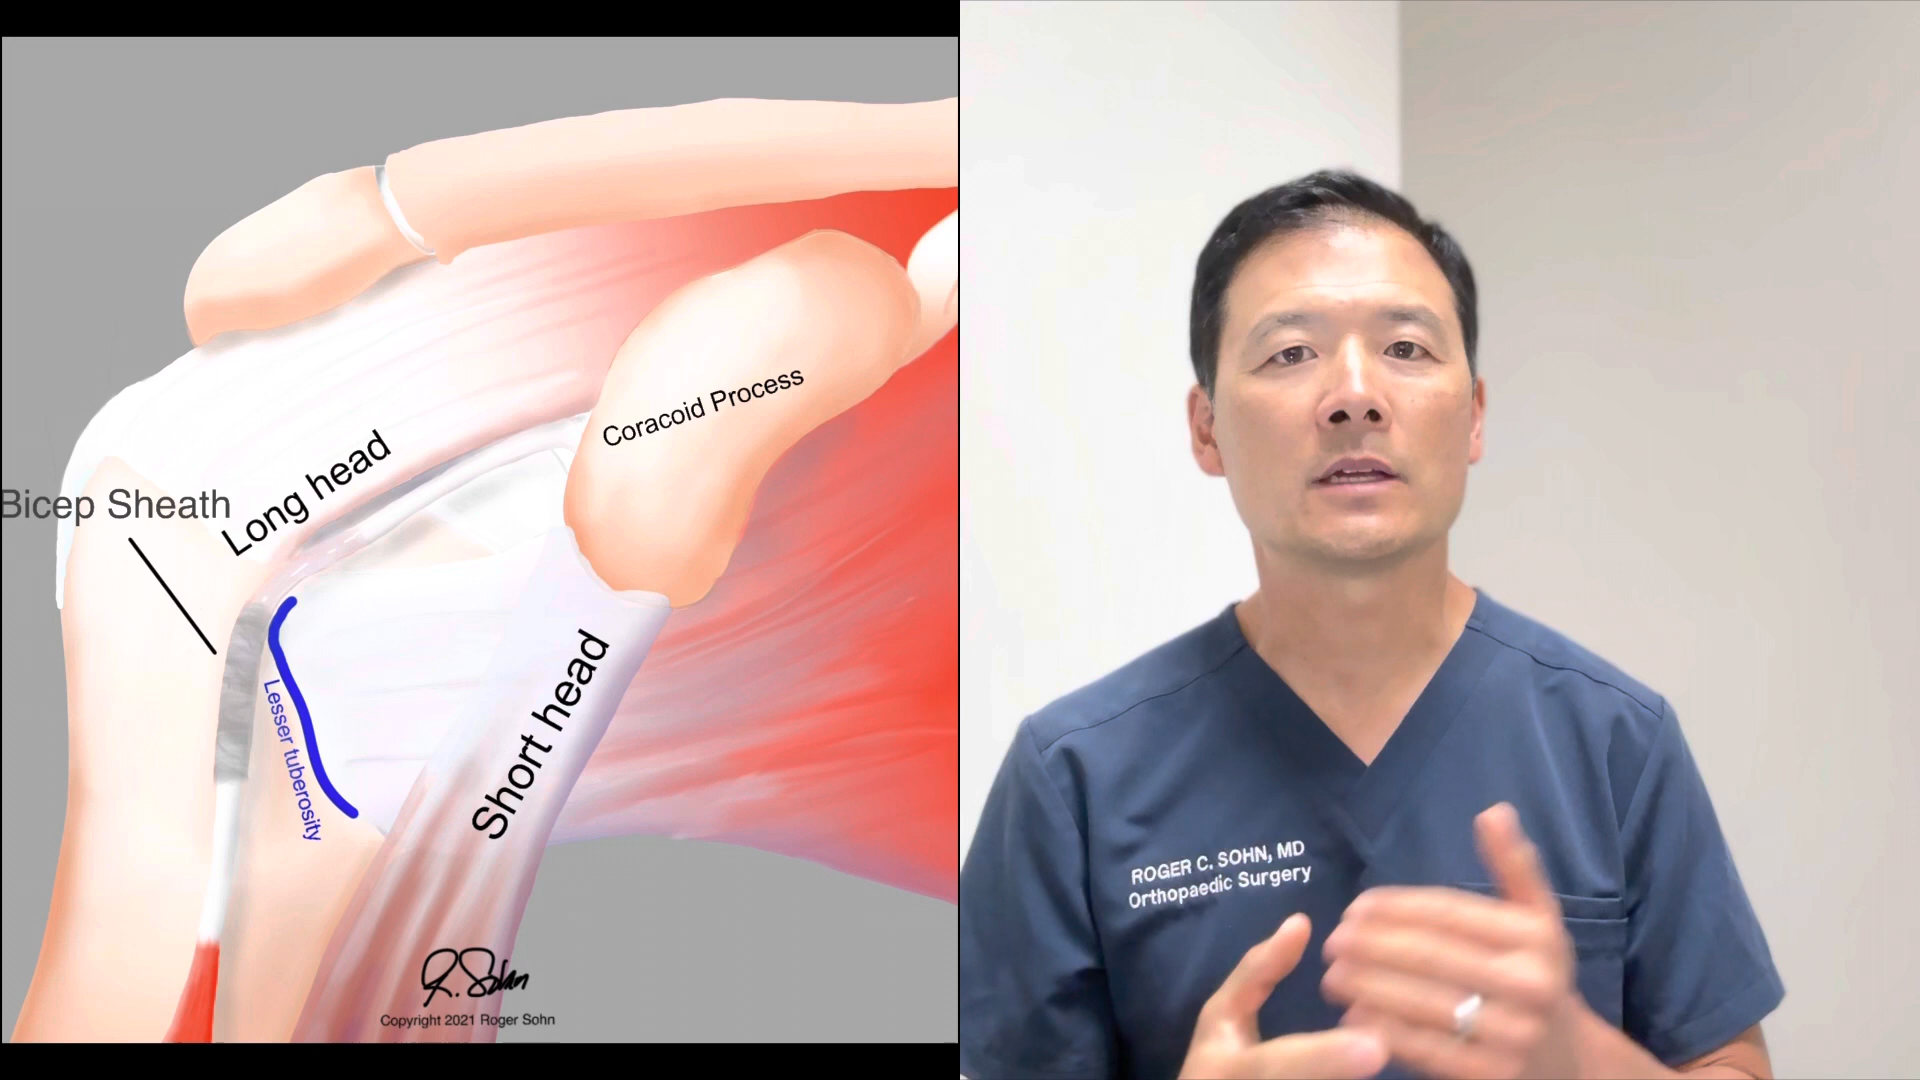 Coracoid Process
Long head
Bicep Sheath
Short head
Lesser tuberosity
R. Sohn
Copyright 2021 Roger Sohn
ROGER C. SOHN, MD
Orthopaedic Surgery